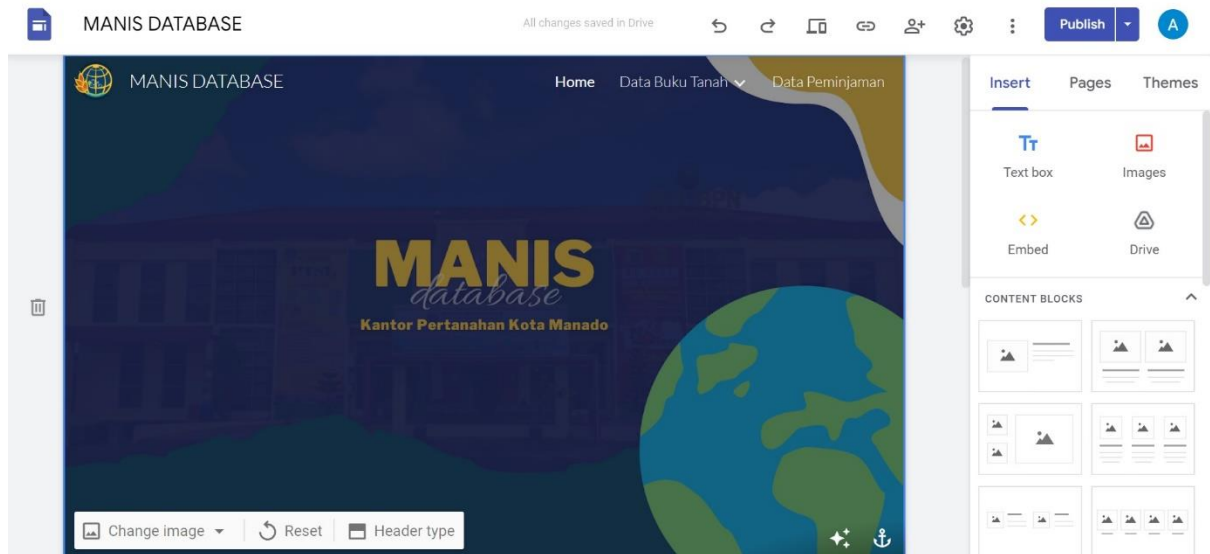 MANIS DATABASE
All changes saved in Drive
Publish
A
MANIS DATABASE
Home Data Buku Tanah Data Peminjaman
MANIS
database
Kantor Pertanahan Kota Manado
Change image Reset Header type
Insert Pages Themes
Text box Images
Embed Drive
CONTENT BLOCKS